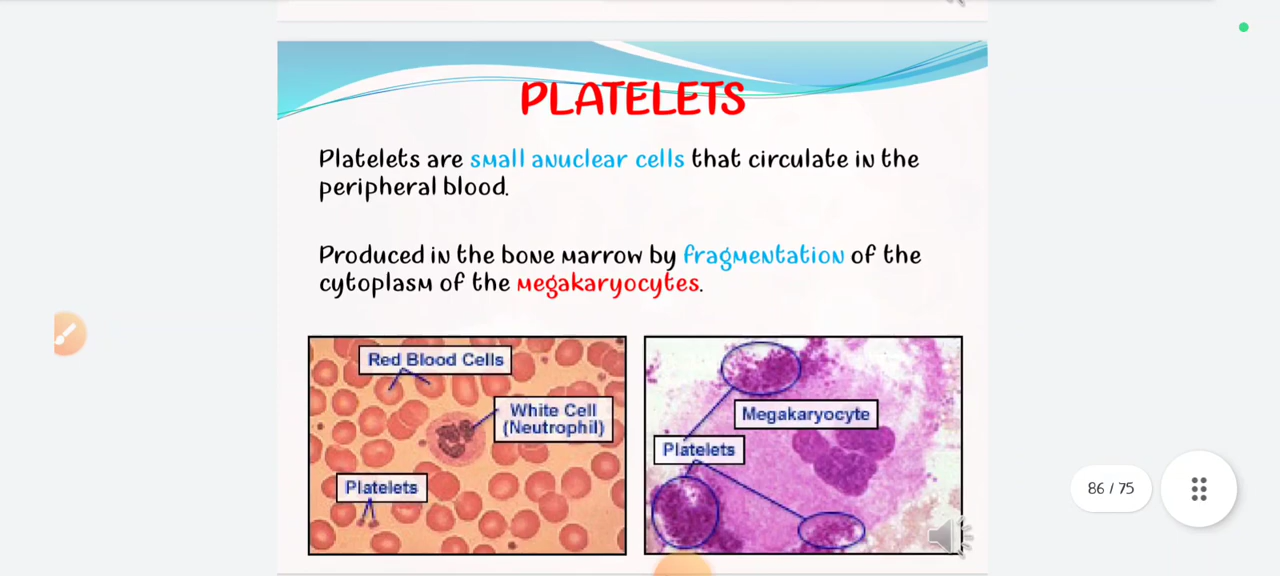 PLATELETS
Platelets are small anuclear cells that circulate in the
peripheral blood.
Produced in the bone marrow by fragmentation of the
cytoplasm of the megakaryocytes.
Red Blood Cells
White Cell
(Neutrophil)
Platelets
Megakaryocyte
Platelets
86 / 75